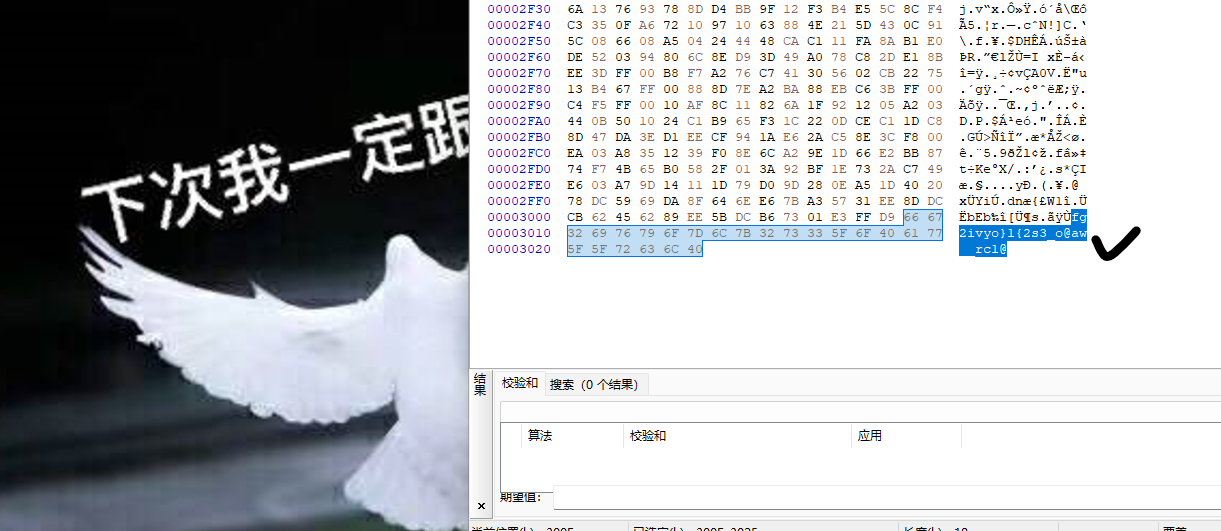 00002F30 6A 13 76 93 78 8D D4 BB 9F 12 F3 B4 E5 5C 8C F4 j.v“x.Ô»Ÿ.ó´å\Œô
00002F40 C3 35 0F A6 72 10 97 10 63 88 4E 21 5D 43 0C 91 Ã5.¦r.—.cˆN!]C.‘
00002F50 5C 08 66 08 A5 04 24 44 48 CA C1 11 FA 8A B1 E0 \.f.¥.$DHÊÁ.úŠ±à
00002F60 DE 52 03 94 80 6C 8E D9 3D 49 A0 78 C8 2D E1 8B ÞR.”€lŽÙ=I xÈ-á‹
00002F70 EE 3D FF 00 B8 F7 A2 76 C7 41 30 56 02 CB 22 75 î=ÿ.¸÷¢vÇA0V.Ë"u
00002F80 13 B4 67 FF 00 88 8D 7E A2 BA 88 EB C6 3B FF 00 .´gÿ.ˆ.~¢ºˆëÆ;ÿ.
00002F90 C4 F5 FF 00 10 AF 8C 11 82 6A 1F 92 12 05 A2 03 Äõÿ..¯Œ.‚j.’..¢.
00002FA0 44 0B 50 10 24 C1 B9 65 F3 1C 22 0D CE C1 1D C8 D.P.$Á¹eó.".ÎÁ.È
00002FB0 8D 47 DA 3E D1 EE CF 94 1A E6 2A C5 8E 3C F8 00 .GÚ>ÑîÏ”.æ*ÅŽ<ø.
00002FC0 EA 03 A8 35 12 39 F0 8E 6C A2 9E 1D 66 E2 BB 87 ê.¨5.9ðŽl¢ž.fâ»‡
00002FD0 74 F7 4B 65 B0 58 2F 01 3A 92 BF 1E 73 2A C7 49 t÷Ke°X/.:’¿.s*ÇI
00002FE0 E6 03 A7 9D 14 11 1D 79 D0 9D 28 0E A5 1D 40 20 æ.§....yÐ.(.¥.@
00002FF0 78 DC 59 69 DA 8F 64 6E E6 7B A3 57 31 EE 8D DC xÜYiÚ.dnæ{£W1î.Ü
00003000 CB 62 45 62 89 EE 5B DC B6 73 01 E3 FF D9 66 67 ËbEb‰î[Ü¶s.ãÿÙfg
00003010 32 69 76 79 6F 7D 6C 7B 32 73 33 5F 6F 40 61 77 2ivyo}l{2s3_o@aw
00003020 5F 5F 72 63 6C 40 __rcl@
下次我一定跟
结果
校验和 搜索（0 个结果）
算法 校验和 应用
期望值: